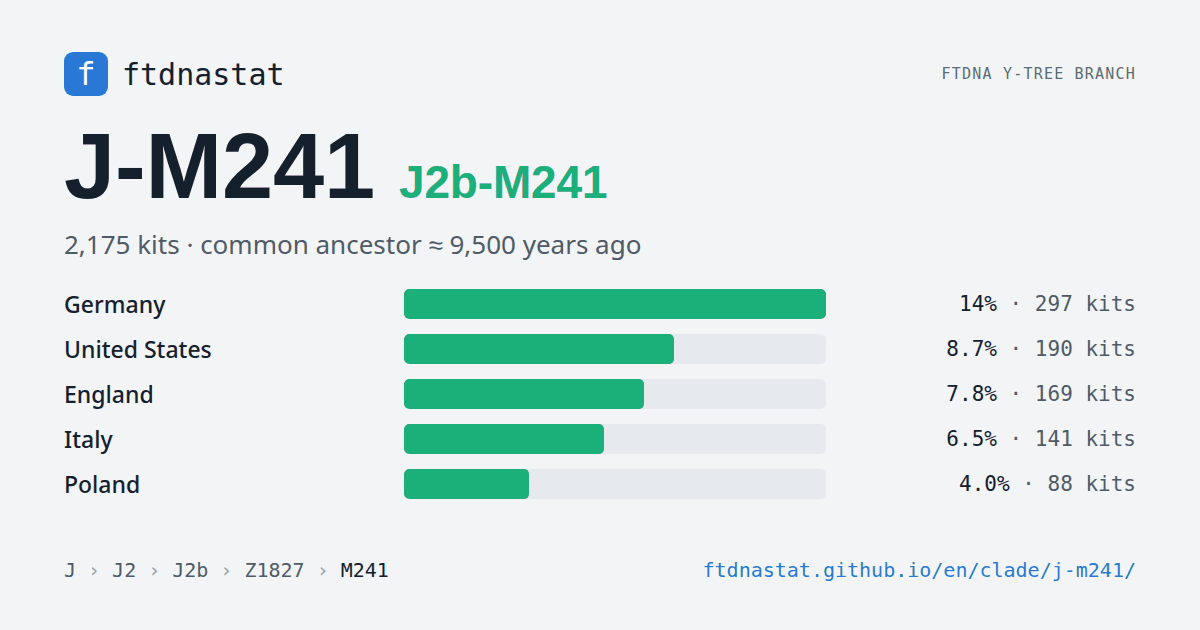 f ftdnastat
FTDNA Y-TREE BRANCH
J-M241 J2b-M241
2,175 kits · common ancestor ≈ 9,500 years ago
Germany 14% · 297 kits
United States 8.7% · 190 kits
England 7.8% · 169 kits
Italy 6.5% · 141 kits
Poland 4.0% · 88 kits
J › J2 › J2b › Z1827 › M241
ftdnastat.github.io/en/clade/j-m241/